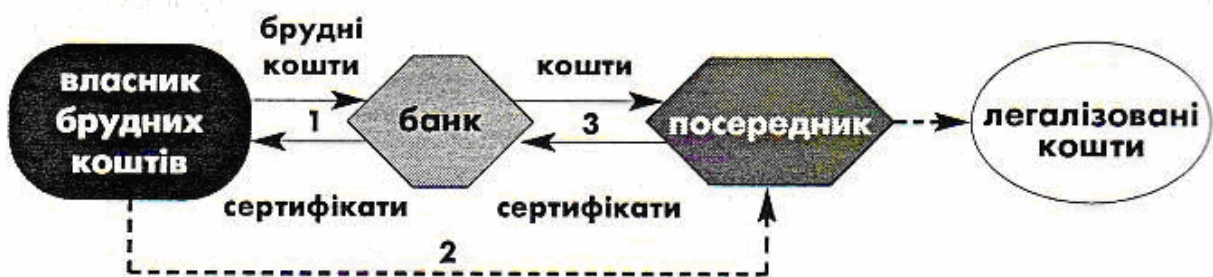 власник
брудних
коштів
брудні
кошти
1
сертифікати
банк
кошти
3
сертифікати
посередник
легалізовані
кошти
2